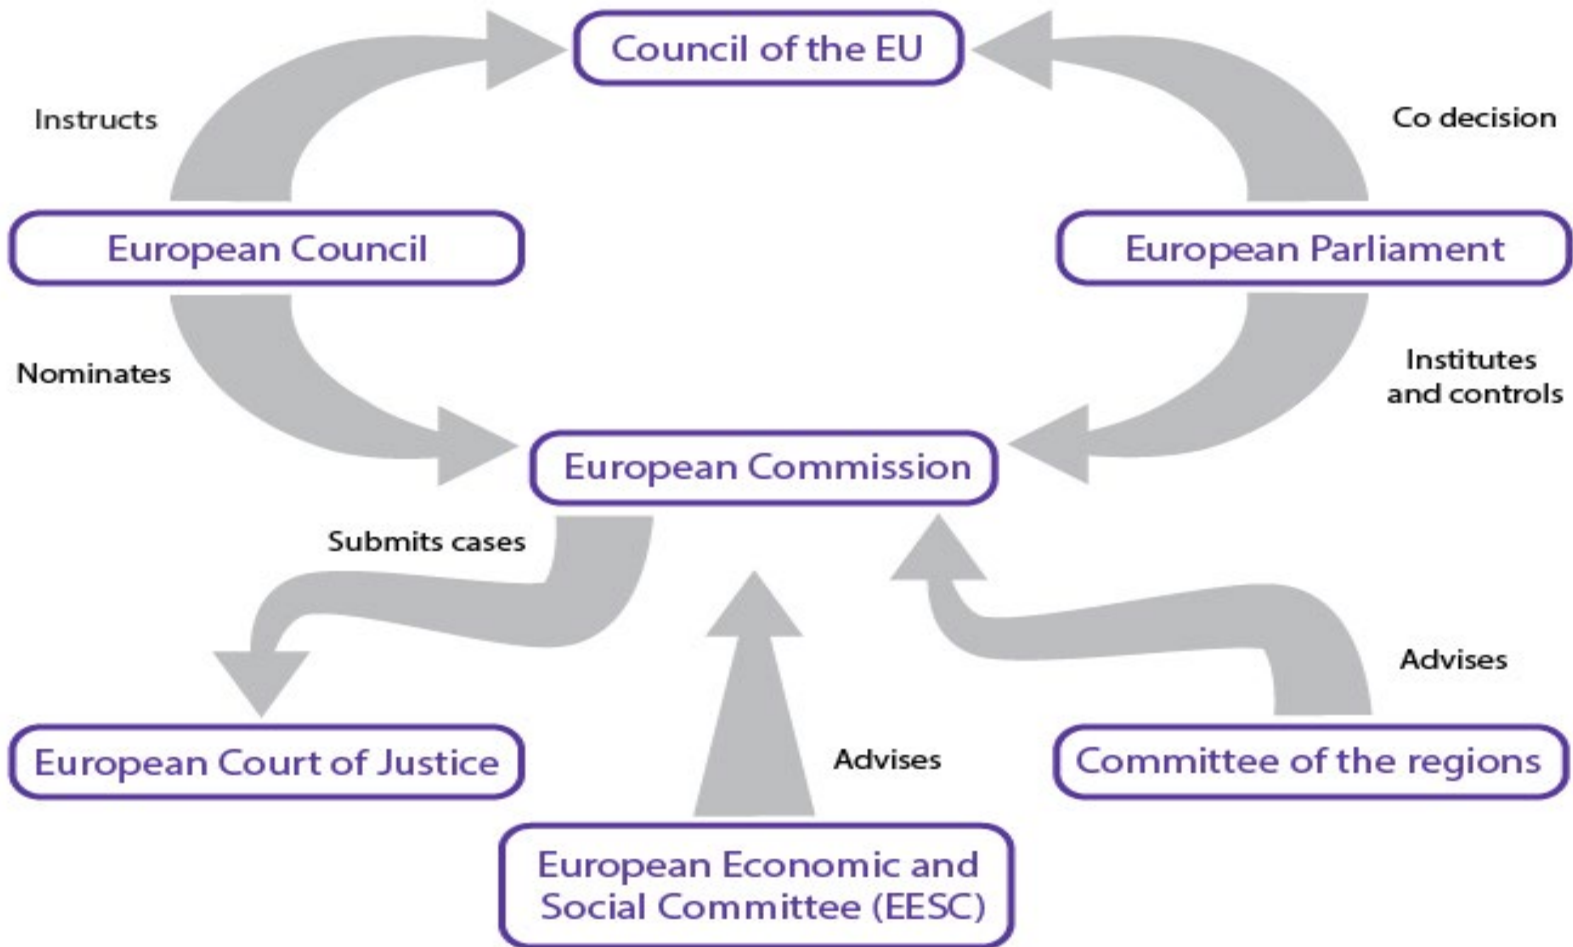 Council of the EU
Instructs
Co decision
European Council
European Parliament
Nominates
Institutes
and controls
European Commission
Submits cases
Advises
European Court of Justice
Advises
Committee of the regions
European Economic and
Social Committee (EESC)